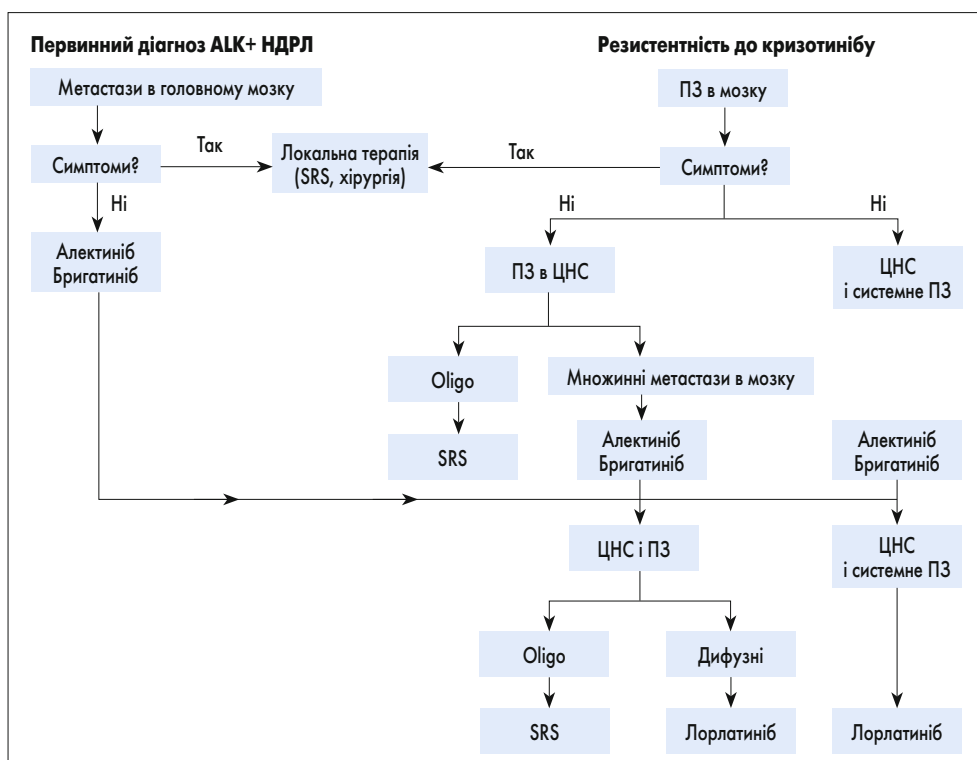 Первинний діагноз ALK+ НДРЛ
Резистентність до кризотинібу
Метастази в головному мозку
ПЗ в мозку
Так
Так
Симптоми?
Локальна терапія
(SRS, хірургія)
Симптоми?
Ні
Ні
Ні
Алектиніб
Бригатиніб
ПЗ в ЦНС
ЦНС
і системне ПЗ
Oligo
Множинні метастази в мозку
SRS
Алектиніб
Бригатиніб
Алектиніб
Бригатиніб
ЦНС і ПЗ
ЦНС
і системне ПЗ
Oligo
Дифузні
SRS
Лорлатиніб
Лорлатиніб